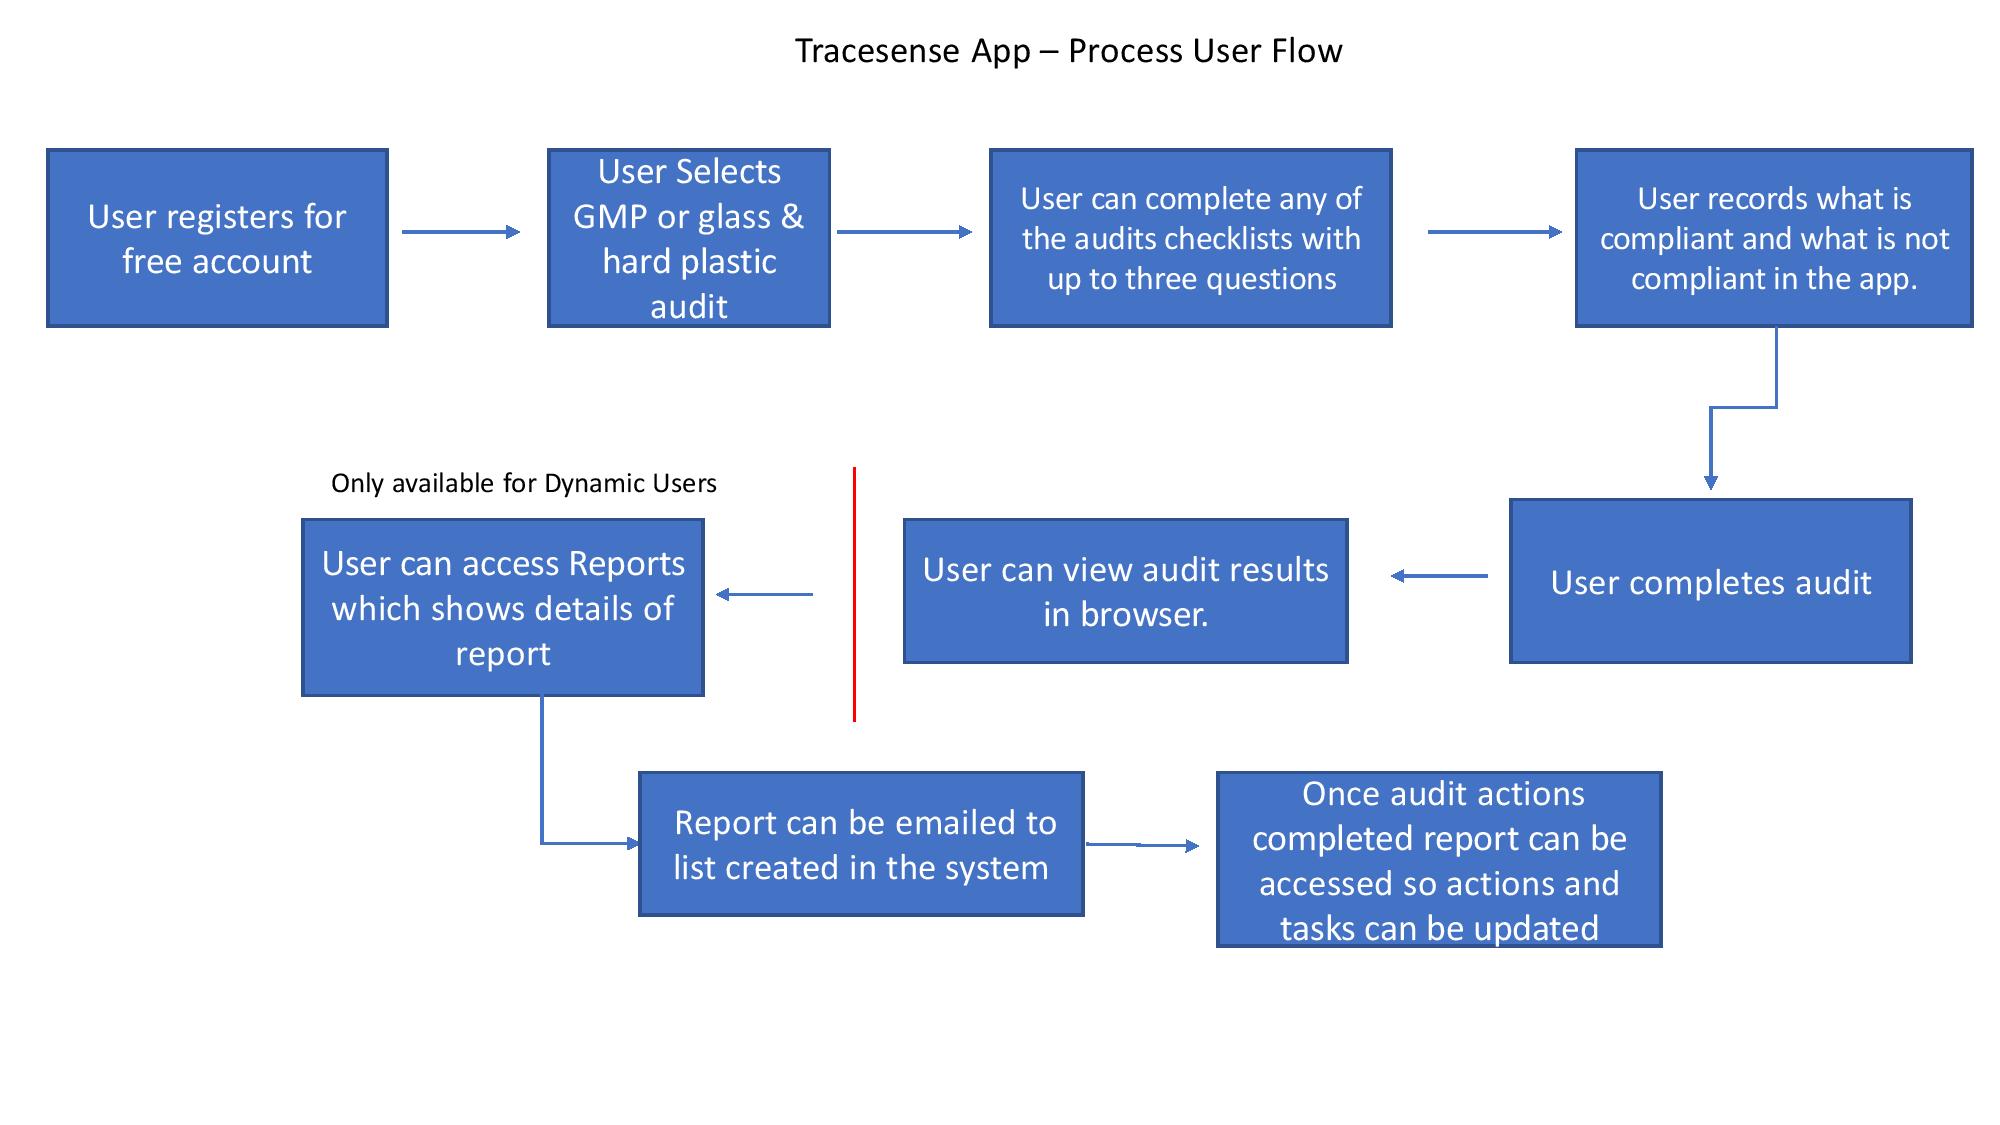 Tracesense App – Process User Flow
User registers for
free account
User Selects
GMP or glass &
hard plastic
audit
User can complete any of
the audits checklists with
up to three questions
User records what is
compliant and what is not
compliant in the app.
User completes audit
User can view audit results
in browser.
Only available for Dynamic Users
User can access Reports
which shows details of
report
Report can be emailed to
list created in the system
Once audit actions
completed report can be
accessed so actions and
tasks can be updated